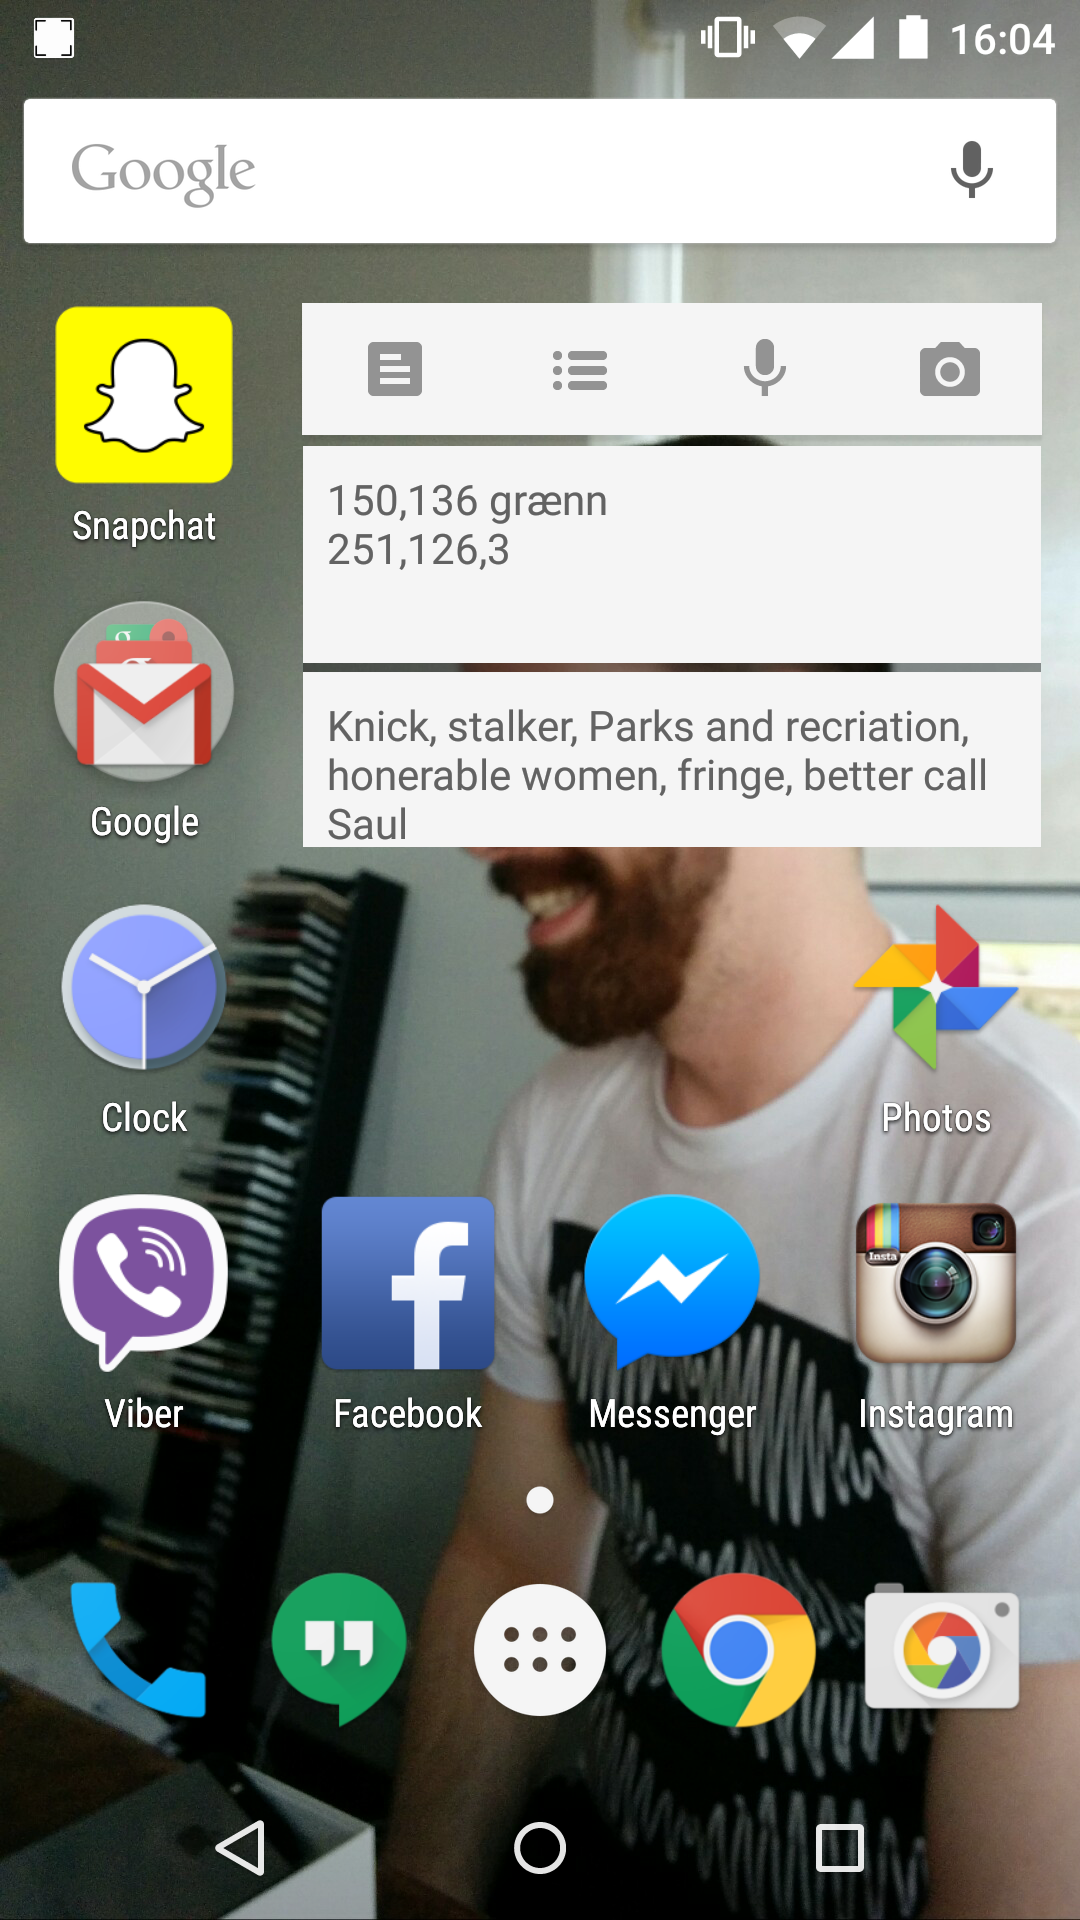 16:04
Google
Snapchat
150,136 grænn
251,126,3
Google
Knick, stalker, Parks and recriation,
honerable women, fringe, better call
Saul
Clock
Photos
Insta
Viber
Facebook
Messenger
Instagram